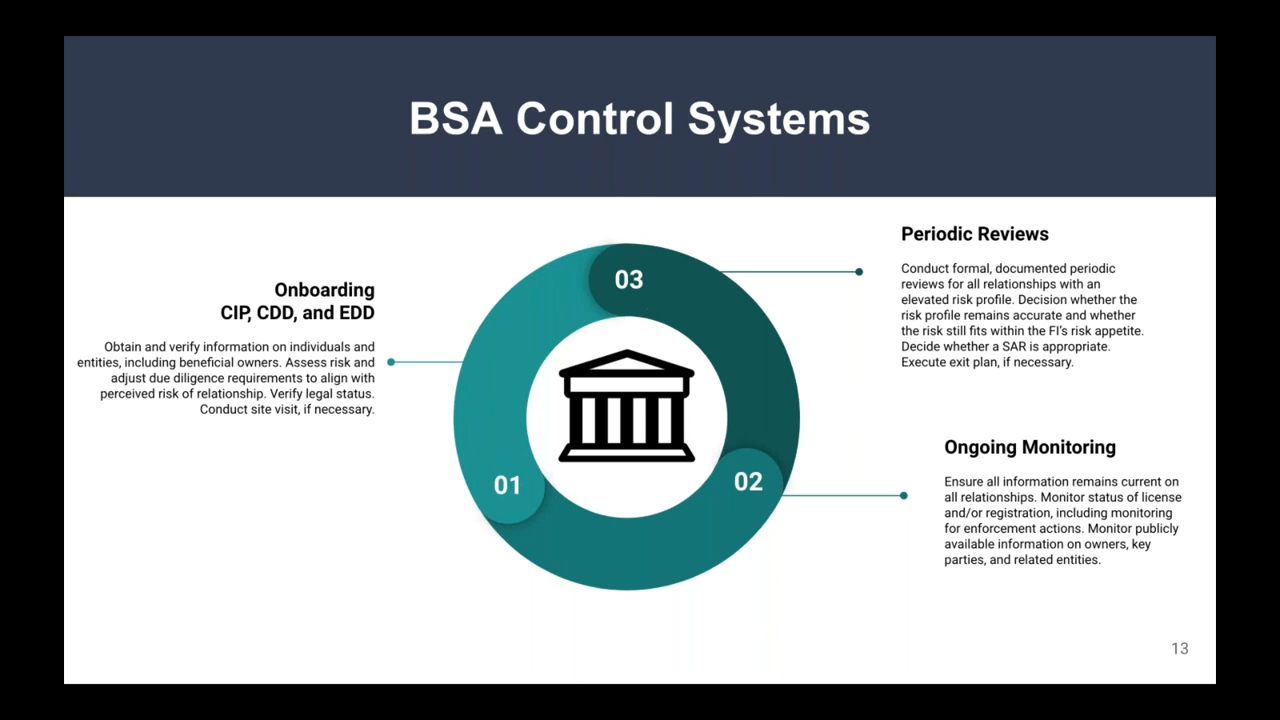 BSA Control Systems
Onboarding
CIP, CDD, and EDD
Obtain and verify information on individuals and
entities, including beneficial owners. Assess risk and
adjust due diligence requirements to align with
perceived risk of relationship. Verify legal status.
Conduct site visit, if necessary.
01
03
02
Periodic Reviews
Conduct formal, documented periodic
reviews for all relationships with an
elevated risk profile. Decision whether the
risk profile remains accurate and whether
the risk still fits within the FI's risk appetite.
Decide whether a SAR is appropriate.
Execute exit plan, if necessary.
Ongoing Monitoring
Ensure all information remains current on
all relationships. Monitor status of license
and/or registration, including monitoring
for enforcement actions. Monitor publicly
available information on owners, key
parties, and related entities.
13